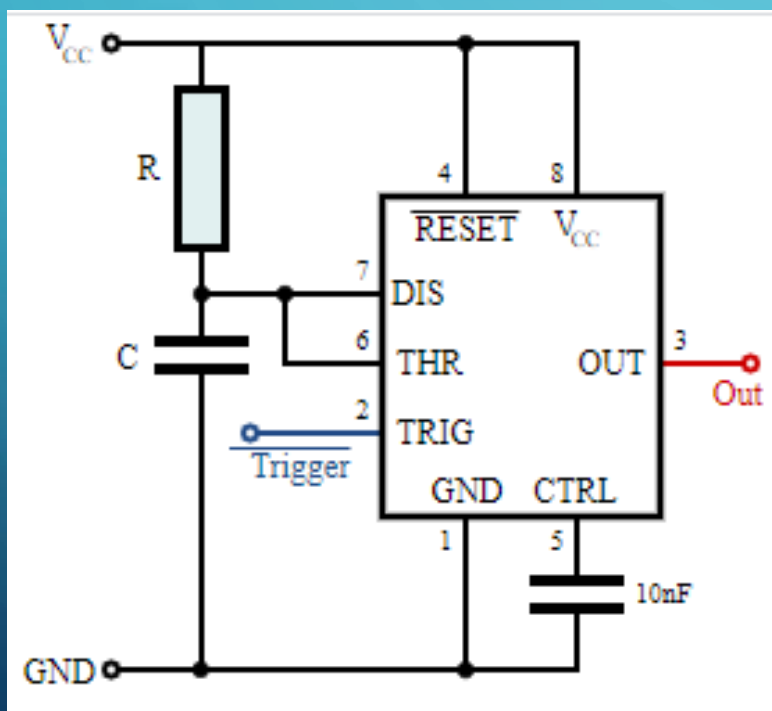 VCC
R
4
8
RESET
VCC
7
DIS
6
THR
OUT
3
Out
C
2
TRIG
Trigger
GND
CTRL
1
5
10nF
GND